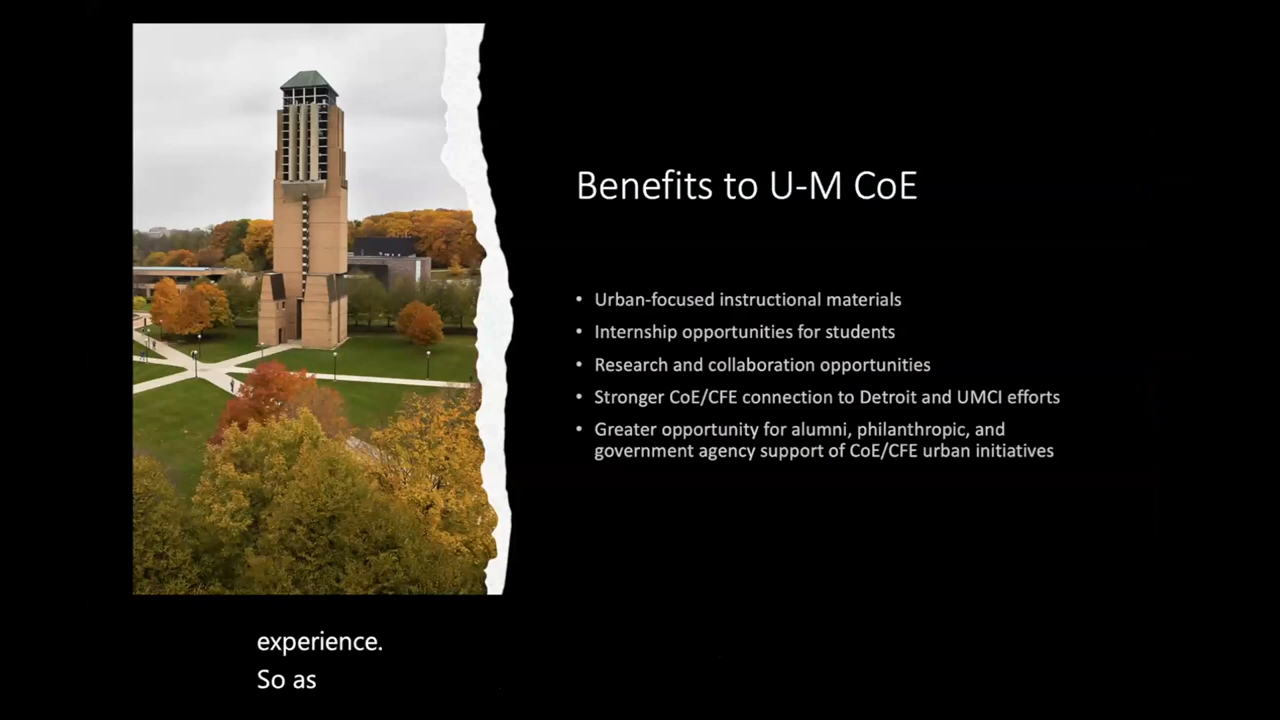 Benefits to U-M CoE
• Urban-focused instructional materials
• Internship opportunities for students
• Research and collaboration opportunities
• Stronger CoE/CFE connection to Detroit and UMCI efforts
• Greater opportunity for alumni, philanthropic, and
government agency support of CoE/CFE urban initiatives
experience.
So as